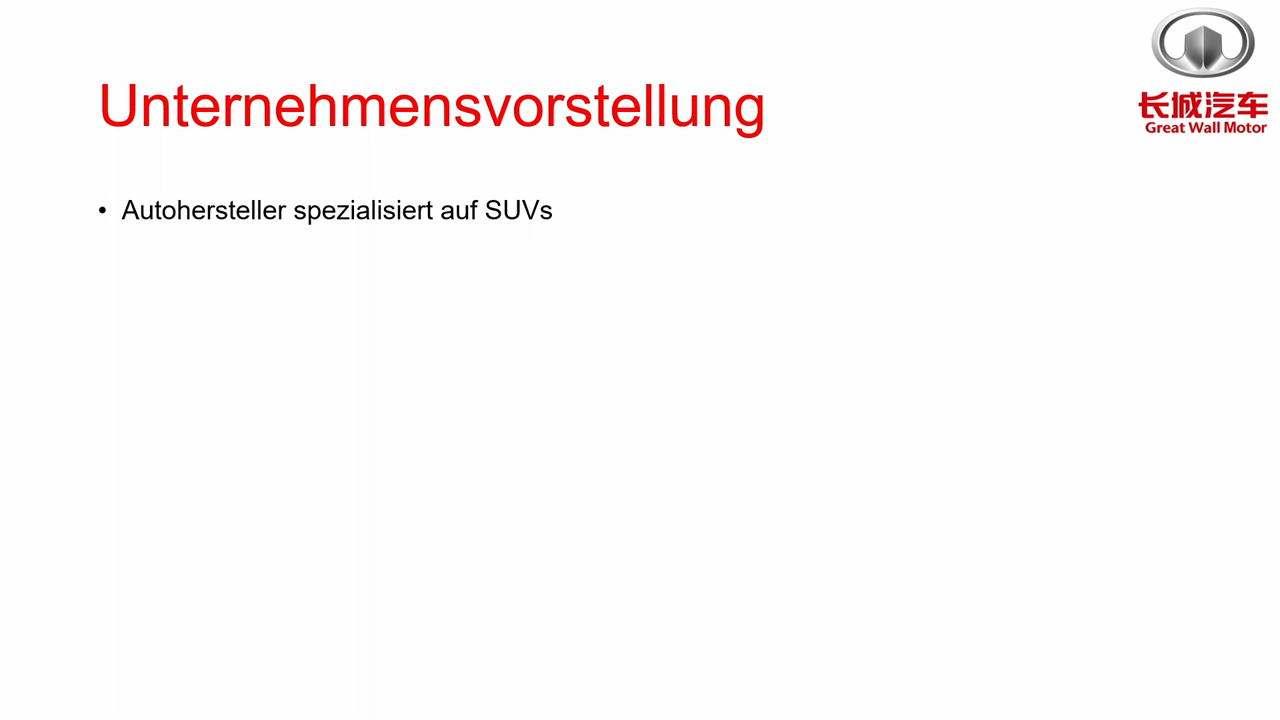 Unternehmensvorstellung
长城汽车
Great Wall Motor
• Autohersteller spezialisiert auf SUVs